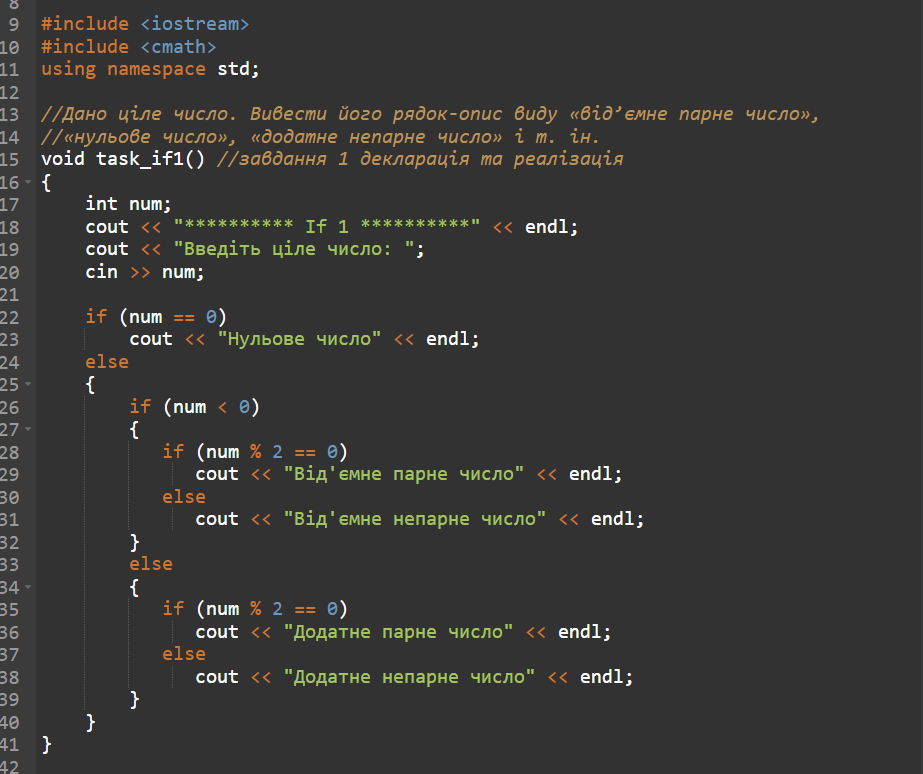 8
9 #include <iostream>
10 #include <cmath>
11 using namespace std;
12
13 //Дано ціле число. Вивести його рядок-опис виду «від’ємне парне число»,
14 //«нульове число», «додатне непарне число» і т. ін.
15 void task_if1() //завдання 1 декларація та реалізація
16 {
17     int num;
18     cout << "********** If 1 **********" << endl;
19     cout << "Введіть ціле число: ";
20     cin >> num;
21
22     if (num == 0)
23         cout << "Нульове число" << endl;
24     else
25     {
26         if (num < 0)
27         {
28            if (num % 2 == 0)
29               cout << "Від'ємне парне число" << endl;
30            else
31               cout << "Від'ємне непарне число" << endl;
32         }
33         else
34         {
35            if (num % 2 == 0)
36               cout << "Додатне парне число" << endl;
37            else
38               cout << "Додатне непарне число" << endl;
39         }
40     }
41 }
42